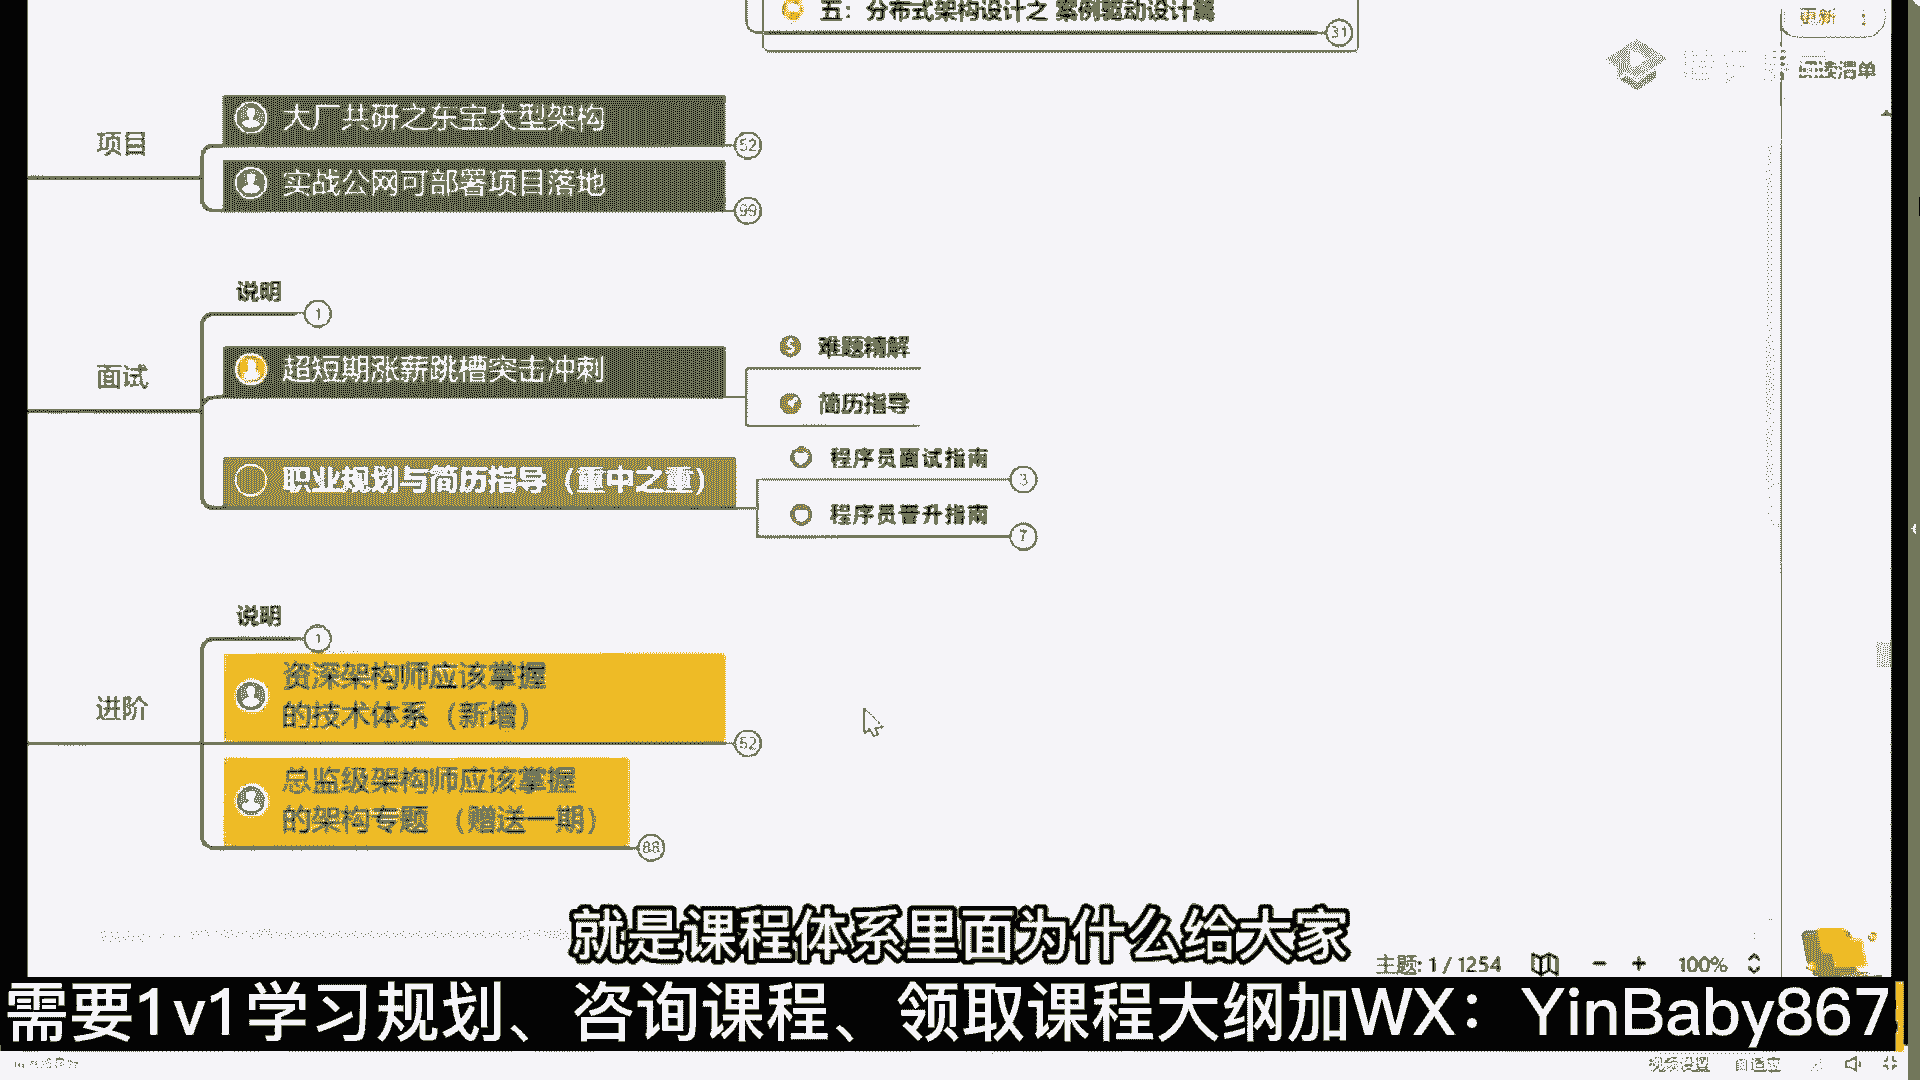 五：分布式架构设计之 案例驱动设计篇
31
更新
阅读清单
项目
大厂共研之东宝大型架构
52
实战公网可部署项目落地
99
说明
1
面试
超短期涨薪跳槽突击冲刺
难题精解
简历指导
职业规划与简历指导（重中之重）
程序员面试指南
3
程序员晋升指南
7
说明
1
进阶
资深架构师应该掌握
的技术体系（新增）
52
总监级架构师应该掌握
的架构专题 （赠送一期）
88
就是课程体系里面为什么给大家
主题: 1 / 1254
100%
需要1v1学习规划、咨询课程、领取课程大纲加WX：YinBaby867